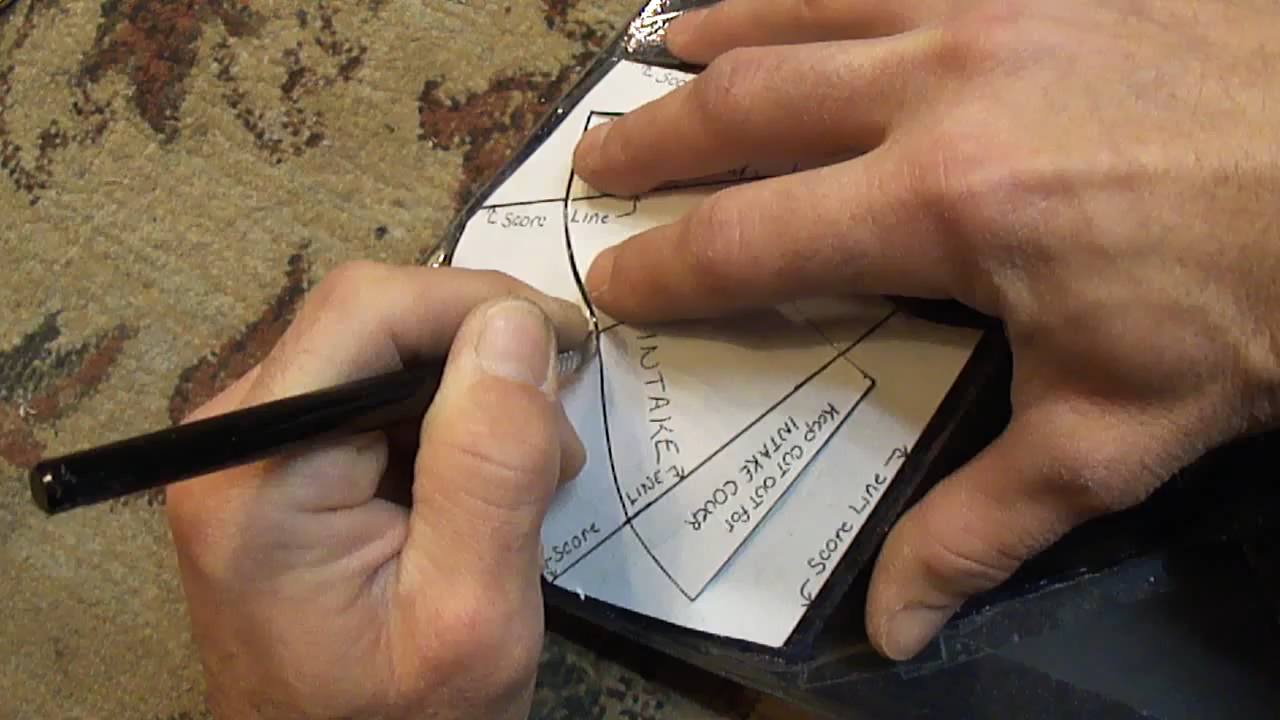 Score
Score Line
INTAKE
Score LINE
Keep cut out for
INTAKE COVER
Score Line